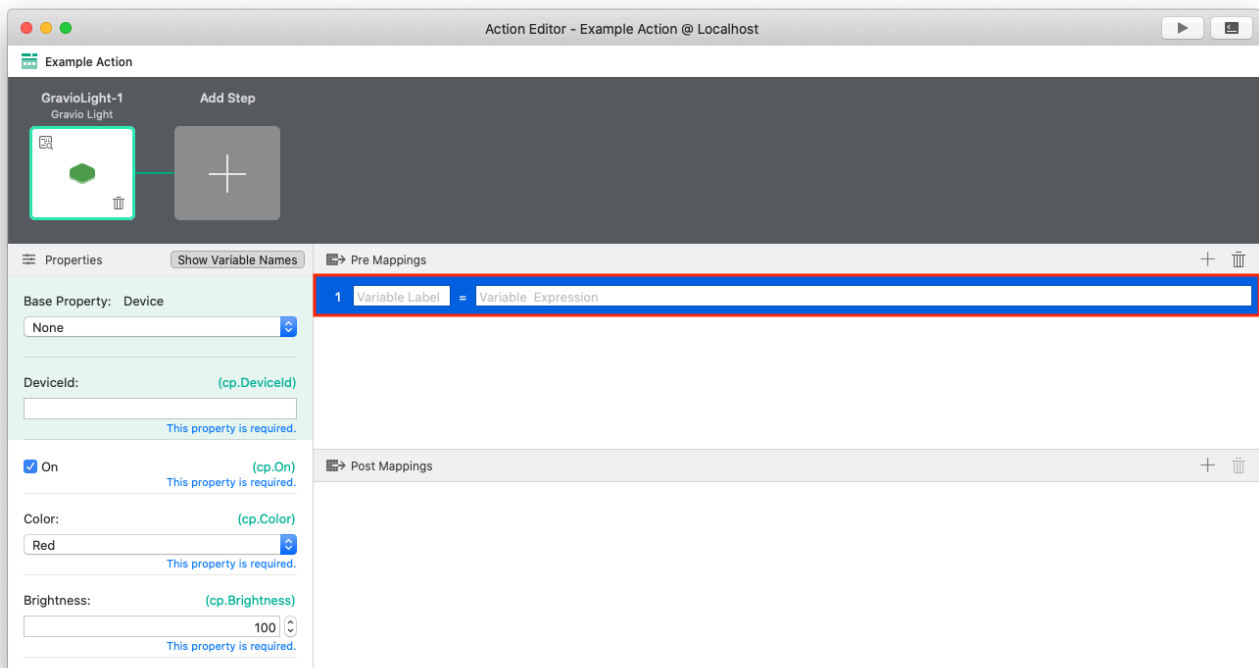 Action Editor - Example Action @ Localhost
Example Action
GravioLight-1
Gravio Light
Add Step
Properties
Show Variable Names
Pre Mappings
Base Property: Device
None
1 Variable Label = Variable Expression
DeviceId: (cp.DeviceId)
This property is required.
On (cp.On)
This property is required.
Post Mappings
Color: (cp.Color)
Red
This property is required.
Brightness: (cp.Brightness)
100
This property is required.